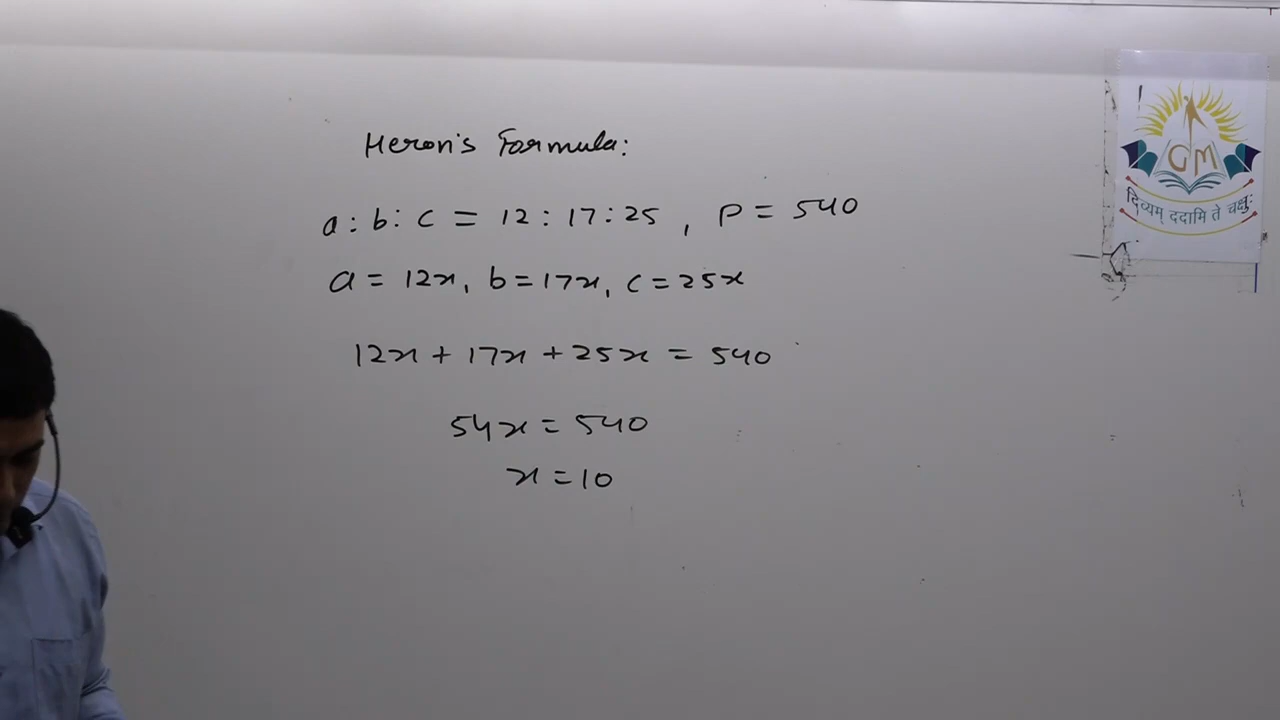 Heron's Formula:
a : b : c = 12 : 17 : 25 , P = 540
a = 12x, b = 17x, c = 25x
12x + 17x + 25x = 540
54x = 540
x = 10
GM
दिव्यम् ददामि ते चक्षुः